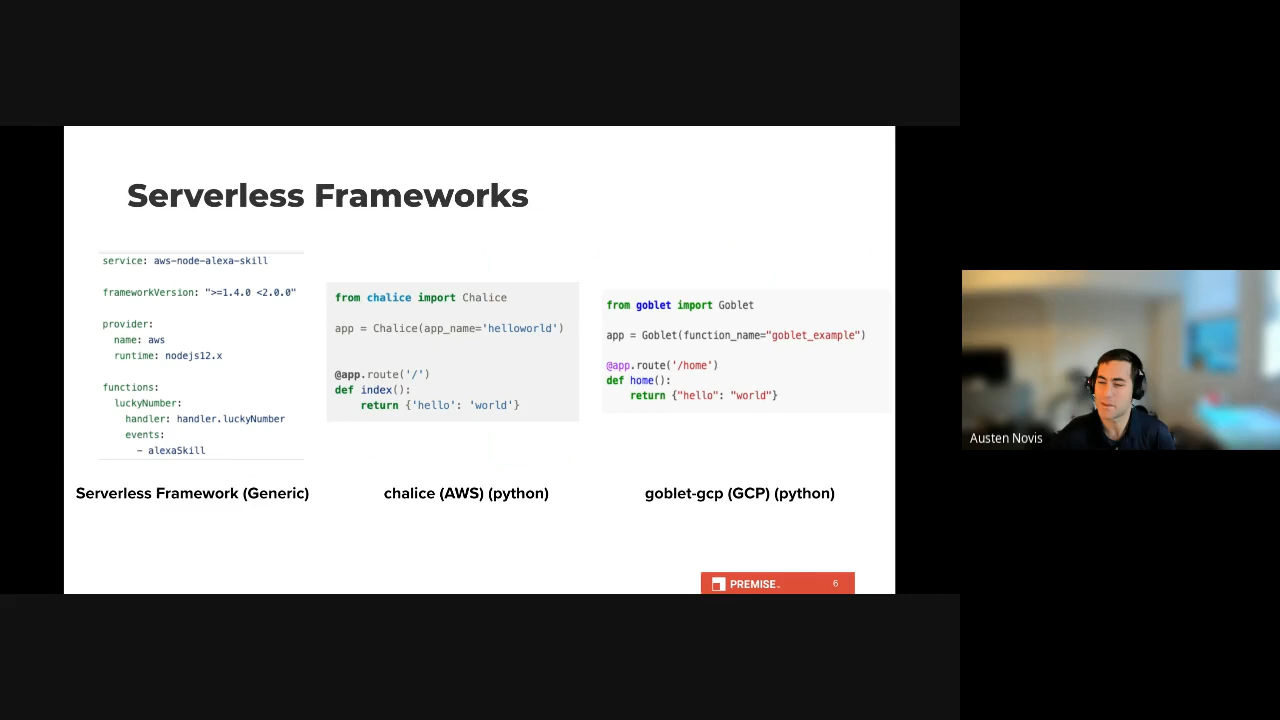 Serverless Frameworks
service: aws-node-alexa-skill
frameworkVersion: ">=1.4.0 <2.0.0"
provider:
  name: aws
  runtime: nodejs12.x
functions:
  luckyNumber:
    handler: handler.luckyNumber
    events:
      - alexaSkill
Serverless Framework (Generic)
from chalice import Chalice
app = Chalice(app_name='helloworld')
@app.route('/')
def index():
    return {'hello': 'world'}
chalice (AWS) (python)
from goblet import Goblet
app = Goblet(function_name="goblet_example")
@app.route('/home')
def home():
    return {"hello": "world"}
goblet-gcp (GCP) (python)
PREMISE
6
Austen Novis